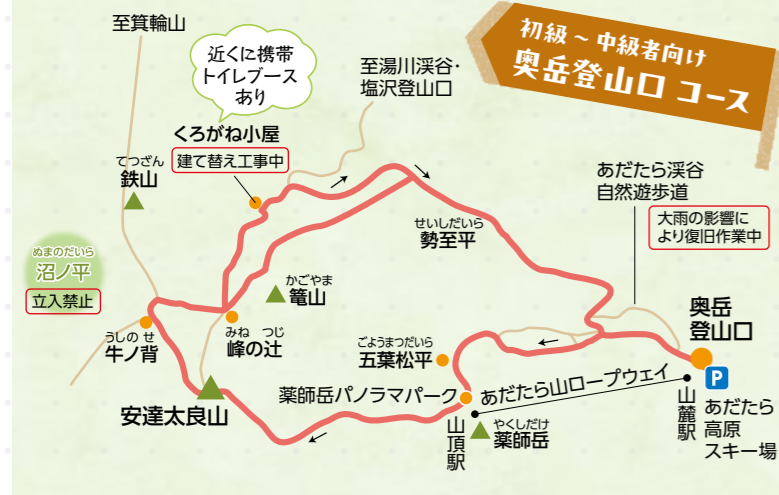 初級～中級者向け
奥岳登山口 コース
至箕輪山
近くに携帯
トイレブース
あり
至湯川渓谷・
塩沢登山口
くろがね小屋
建て替え工事中
てつざん
鉄山
あだたら渓谷
自然遊歩道
大雨の影響に
より復旧作業中
せいしだいら
勢至平
ぬまのだいら
沼ノ平
立入禁止
かごやま
篭山
うしのせ
牛ノ背
みね つじ
峰の辻
ごようまつだいら
五葉松平
奥岳
登山口
P
あだたら
高原
スキー場
安達太良山
薬師岳パノラマパーク
あだたら山ロープウェイ
山頂駅
やくしだけ
薬師岳
山麓駅